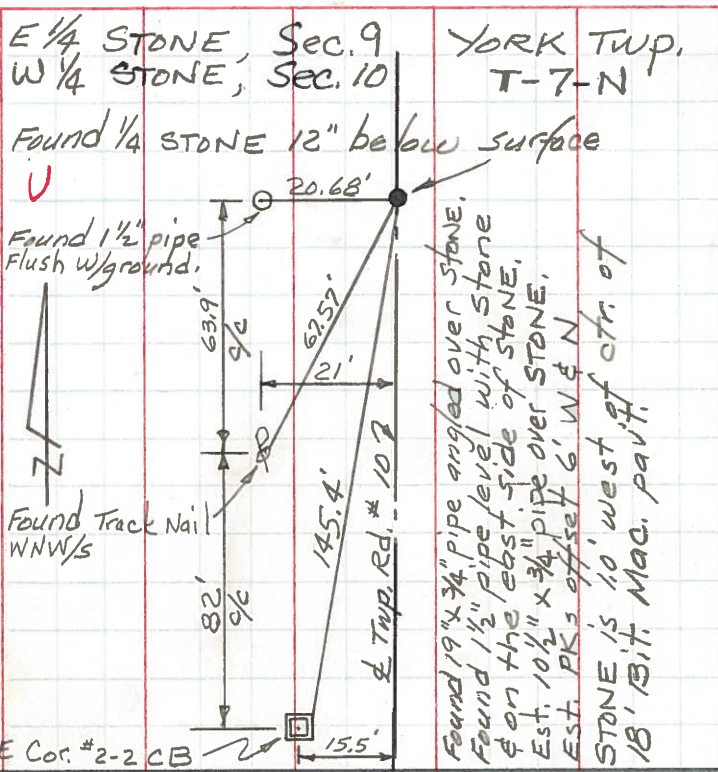 E 1/4 STONE, Sec. 9
W 1/4 STONE, Sec. 10
YORK TWP.
T-7-N
Found 1/4 STONE 12" below surface
U
20.68'
Found 1 1/2" pipe
Flush w/ground.
63.9'
c/c
67.57'
21'
N
Found Track Nail
WNW/s
82'
c/c
145.4'
℄ Twp. Rd. # 107
E Cor. #2-2 CB
15.5'
Found 19" x 3/4" pipe angled over STONE.
Found 1 1/2" pipe level with stone
& on the east side of STONE.
Est. 10 1/2" x 3/4" pipe over STONE.
Est. PKs offset 6' W & N
STONE is 1.0' west of ctr. of
18' Bit. Mac. pav't.